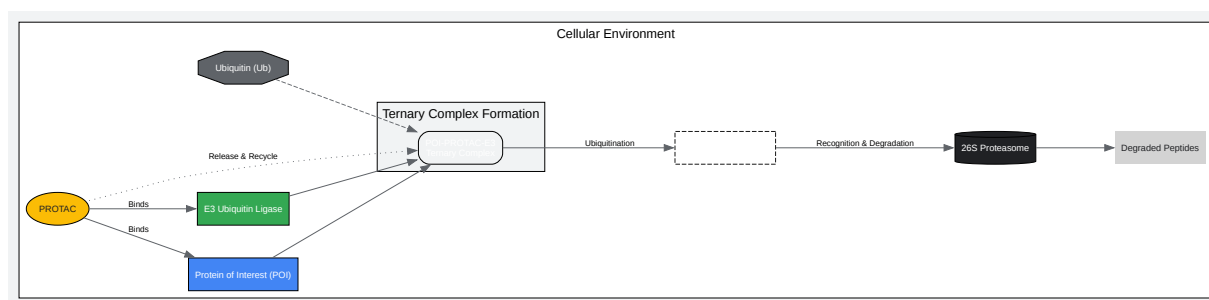 Cellular Environment
Ubiquitin (Ub)
Ternary Complex Formation
Ubiquitination
Recognition & Degradation
26S Proteasome
Degraded Peptides
Release & Recycle
PROTAC
Binds
E3 Ubiquitin Ligase
Binds
Protein of Interest (POI)